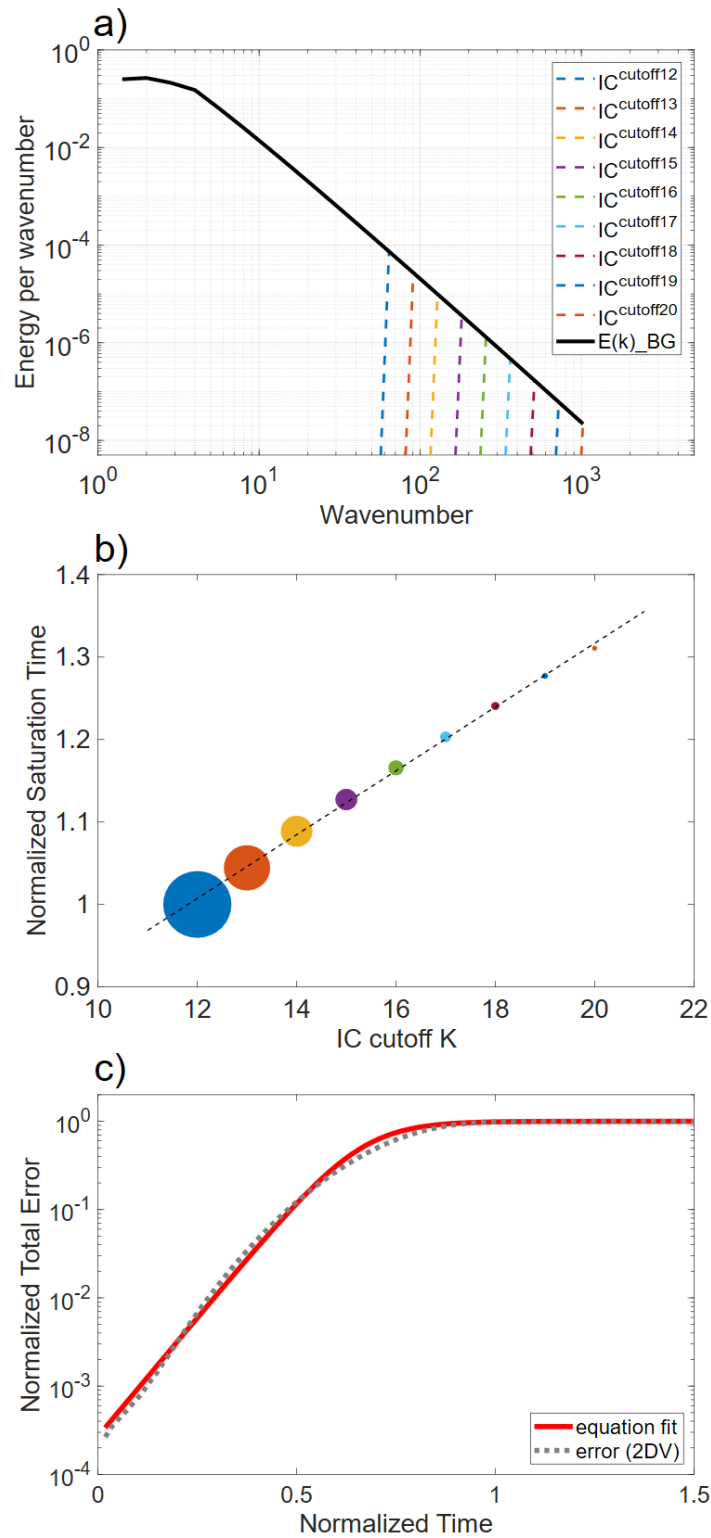 a)
10^0
10^-2
10^-4
10^-6
10^-8
Energy per wavenumber
IC^cutoff12
IC^cutoff13
IC^cutoff14
IC^cutoff15
IC^cutoff16
IC^cutoff17
IC^cutoff18
IC^cutoff19
IC^cutoff20
E(k)_BG
10^0 10^1 10^2 10^3
Wavenumber
b)
1.4
1.3
1.2
1.1
1
0.9
Normalized Saturation Time
10 12 14 16 18 20 22
IC cutoff K
c)
10^0
10^-1
10^-2
10^-3
10^-4
Normalized Total Error
equation fit
error (2DV)
0 0.5 1 1.5
Normalized Time